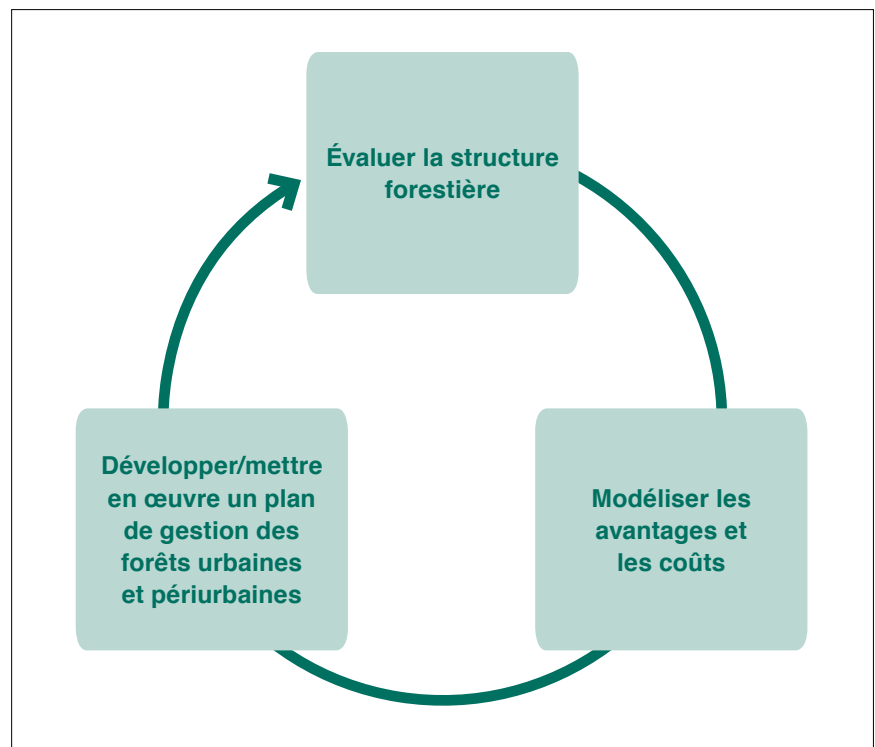 Évaluer la structure
forestière
Modéliser les
avantages et
les coûts
Développer/mettre
en œuvre un plan
de gestion des
forêts urbaines
et périurbaines